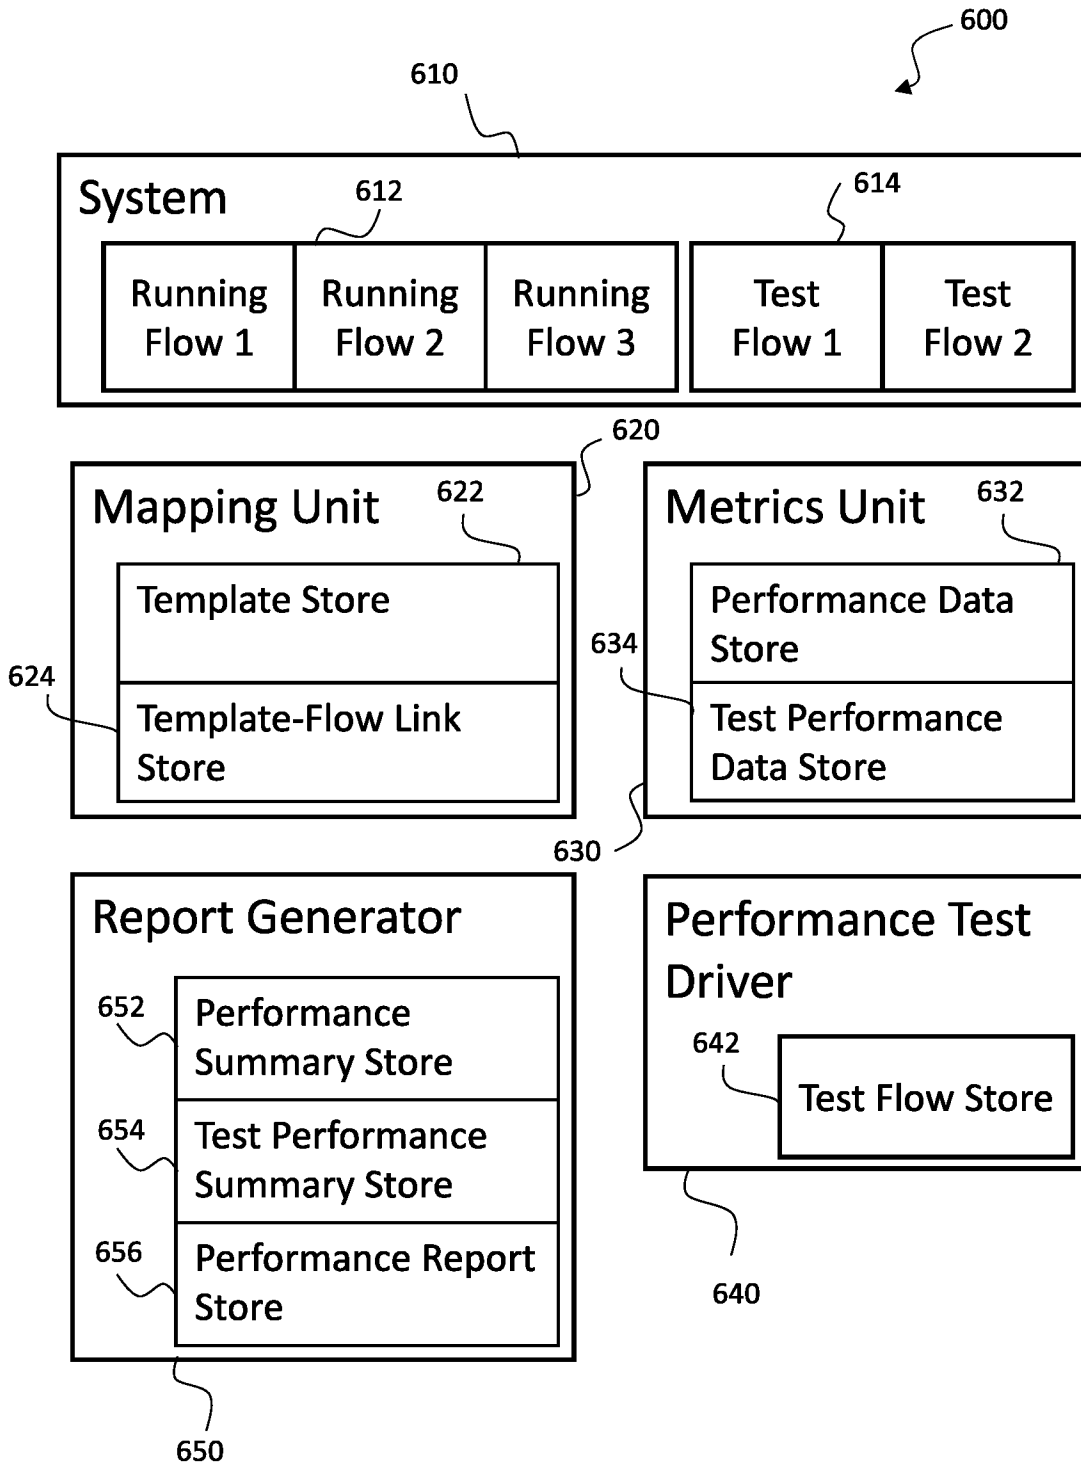 600
610
System
612
614
Running
Flow 1
Running
Flow 2
Running
Flow 3
Test
Flow 1
Test
Flow 2
620
Mapping Unit
622
Template Store
624
Template-Flow Link
Store
Metrics Unit
632
Performance Data
Store
634
Test Performance
Data Store
630
Report Generator
652
Performance
Summary Store
654
Test Performance
Summary Store
656
Performance Report
Store
650
Performance Test
Driver
642
Test Flow Store
640